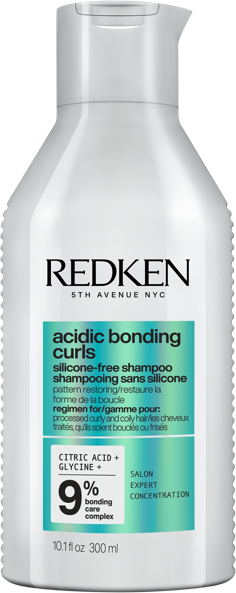 REDKEN
5TH AVENUE NYC
acidic bonding
curls
silicone-free shampoo
shampooing sans silicone
pattern restoring/restaure la
forme de la boucle
regimen for/gamme pour:
processed curly and coily hair/les cheveux
traités, qu'ils soient bouclés ou frisés
CITRIC ACID +
GLYCINE +
9%
bonding
care
complex
SALON
EXPERT
CONCENTRATION
10.1 fl oz 300 ml